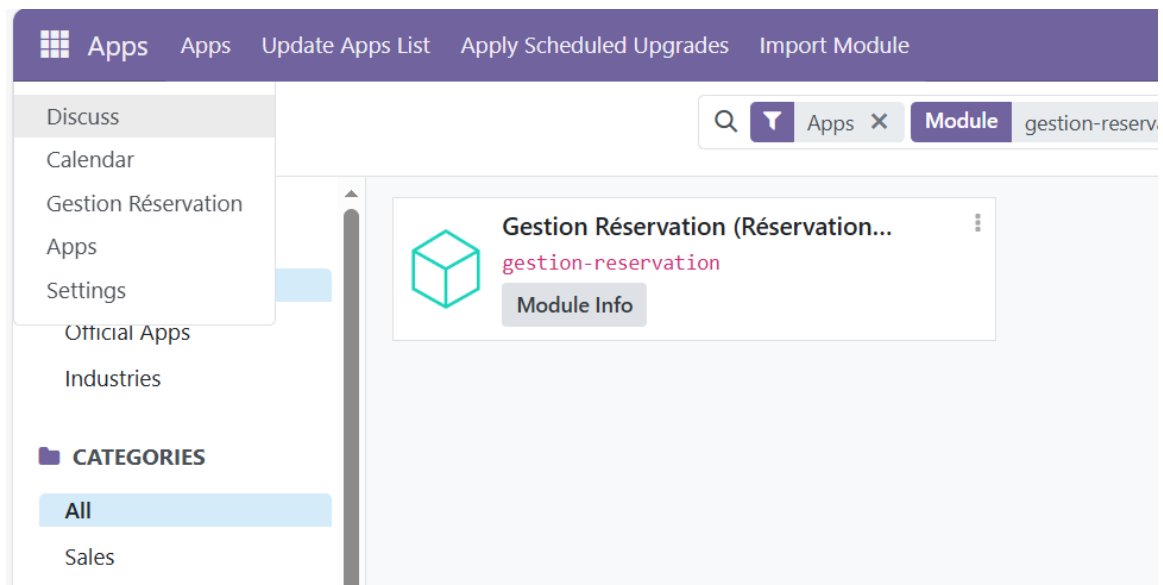 Apps Apps Update Apps List Apply Scheduled Upgrades Import Module
Discuss
Calendar
Gestion Réservation
Apps
Settings
Official Apps
Industries
CATEGORIES
All
Sales
Apps Module gestion-reserv
Gestion Réservation (Réservation...
gestion-reservation
Module Info